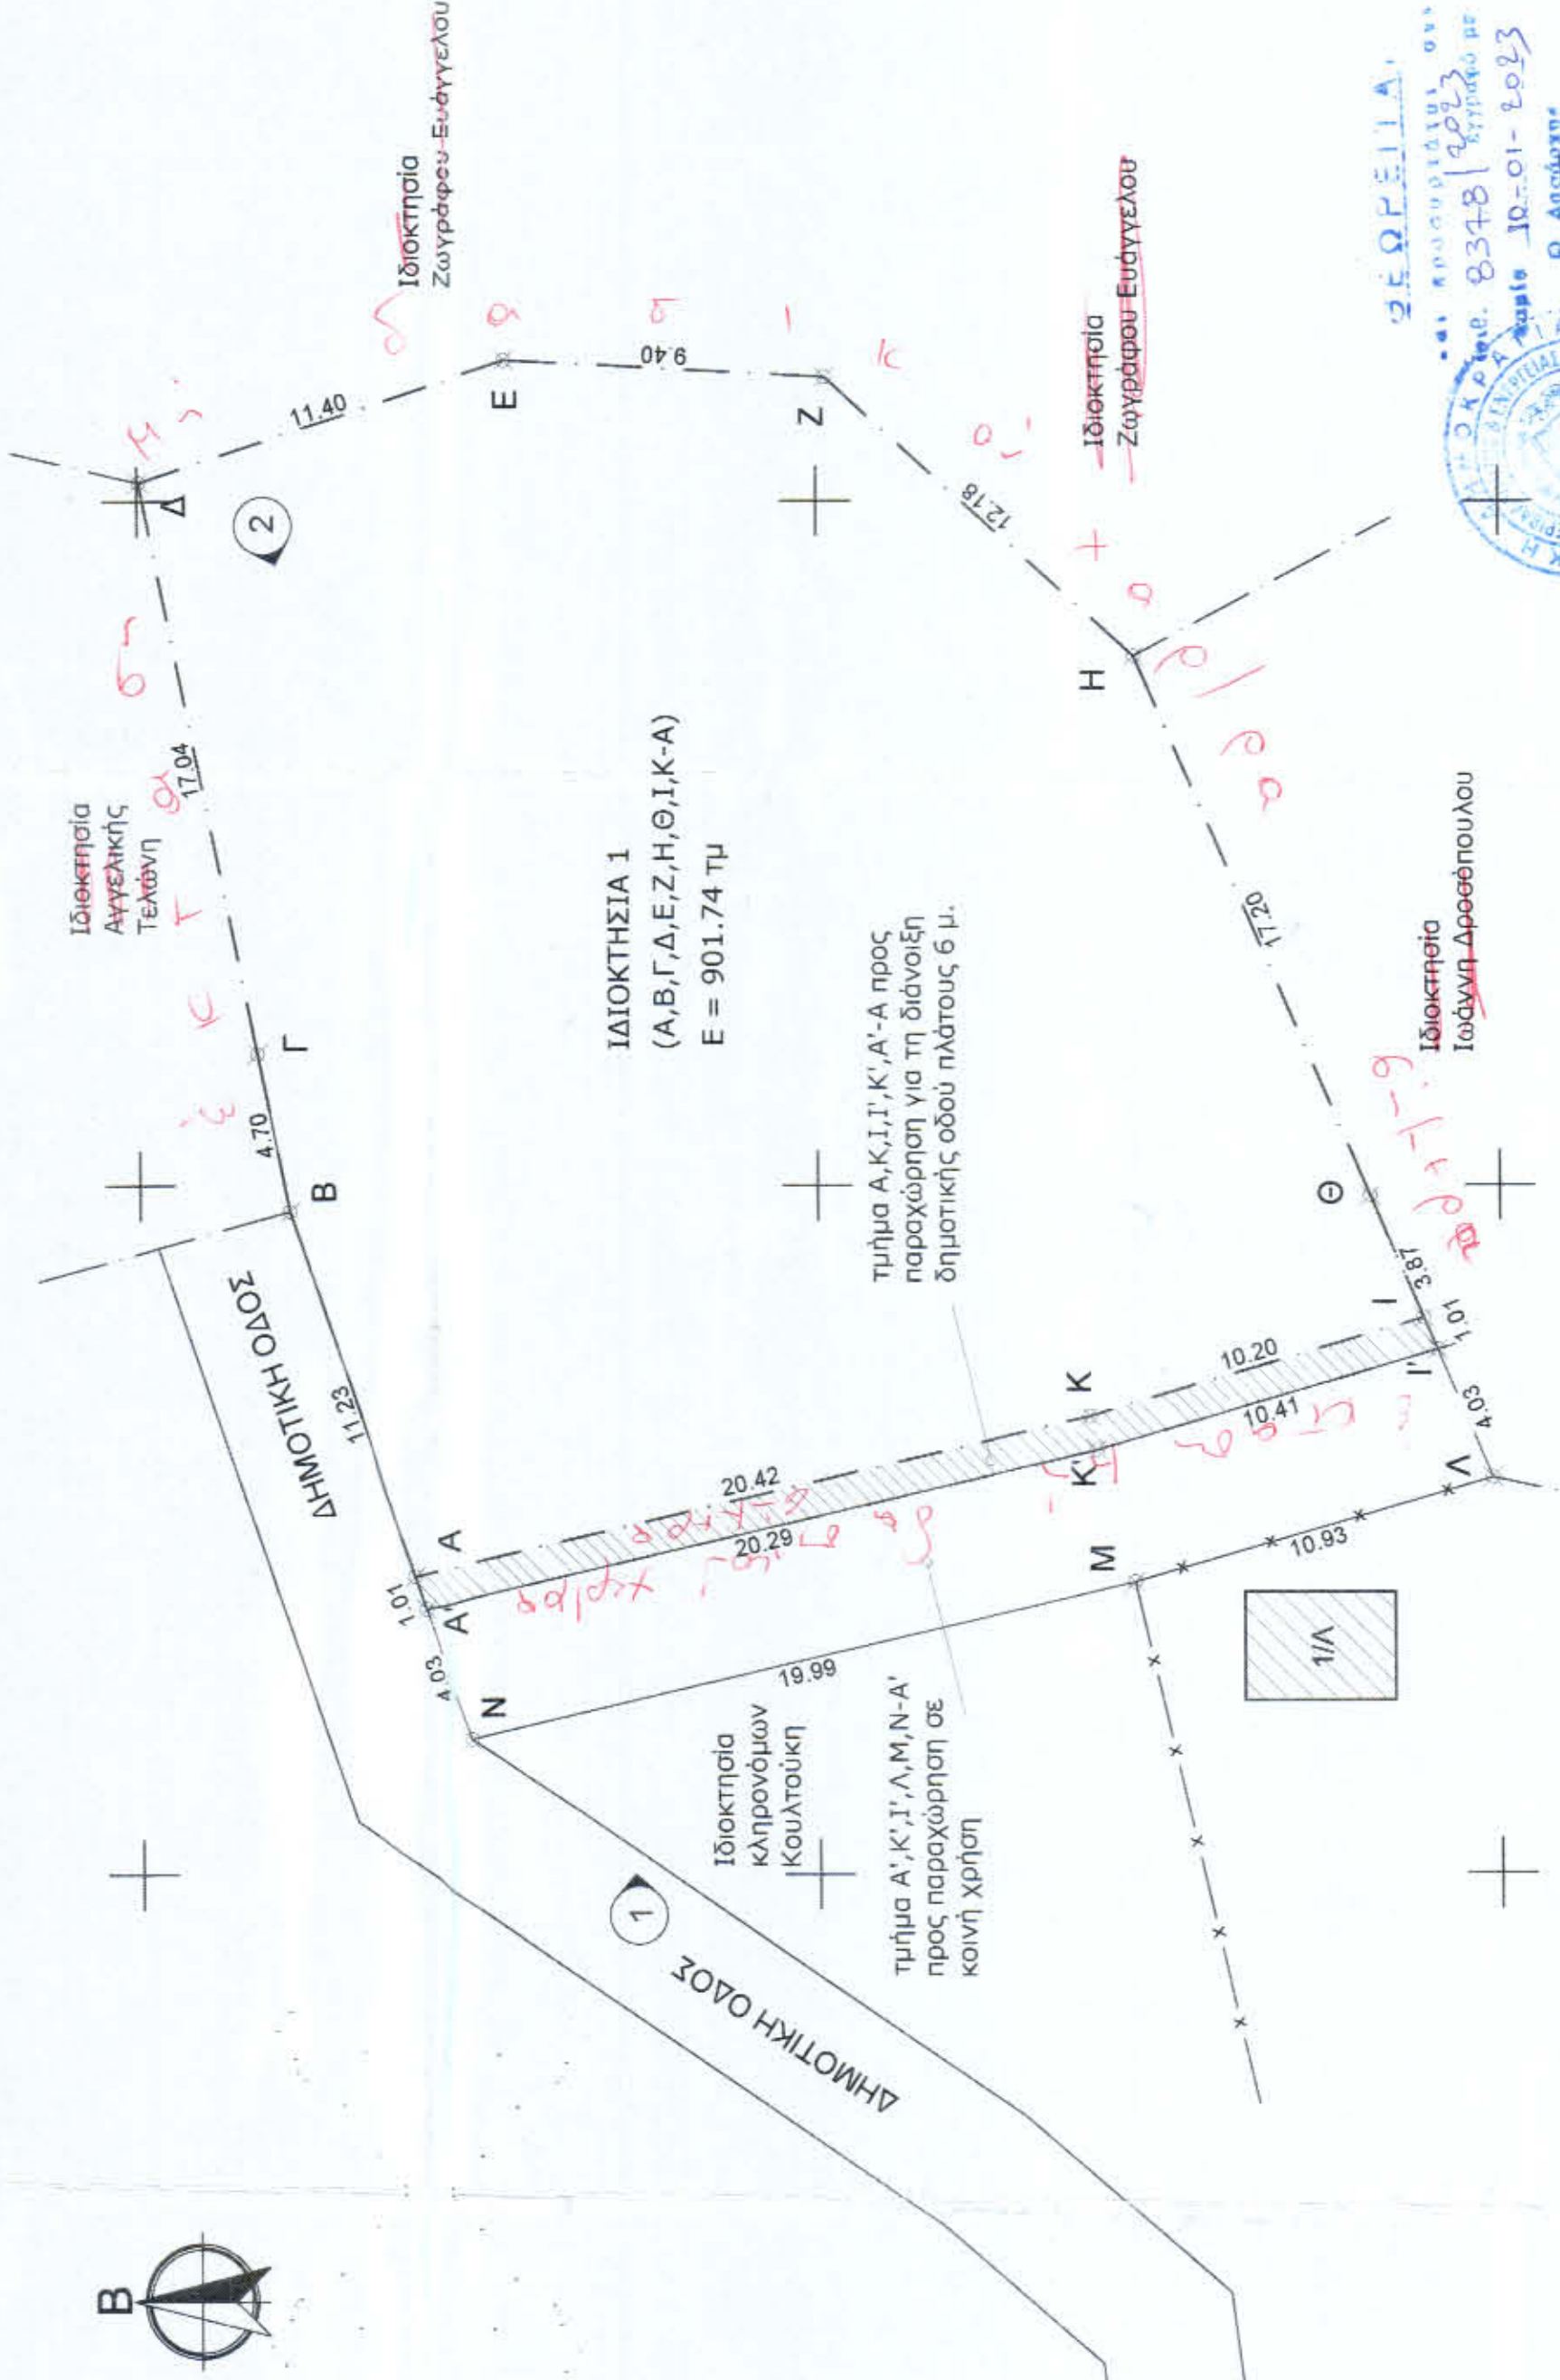 Β
ΔΗΜΟΤΙΚΗ ΟΔΟΣ
ΔΗΜΟΤΙΚΗ ΟΔΟΣ
1
2
Ιδιοκτησία
Αγγελικής
Τελώνη
Ιδιοκτησία
Ζωγράφου Ευάγγελου
Δ
11.40
17.04
Γ
4.70
Β
11.23
Α
1.01
Α'
4.03
Ν
Ε
9.40
Ζ
12.18
Η
17.20
Θ
3.87
Ι
1.01
Ι'
4.03
Λ
10.93
Μ
19.99
20.42
20.29
Κ
Κ'
10.20
10.41
ΙΔΙΟΚΤΗΣΙΑ 1
(Α,Β,Γ,Δ,Ε,Ζ,Η,Θ,Ι,Κ-Α)
Ε = 901.74 τμ
τμήμα Α,Κ,Ι,Ι',Κ',Α'-Α προς
παραχώρηση για τη διάνοιξη
δημοτικής οδού πλάτους 6 μ.
Ιδιοκτησία
κληρονόμων
Κουλτούκη
τμήμα Α',Κ',Ι',Λ,Μ,Ν-Α'
προς παραχώρηση σε
κοινή χρήση
1/Λ
Ιδιοκτησία
Ζωγράφου Ευάγγελου
Ιδιοκτησία
Ιωάννη Δροσόπουλου
ΘΕΩΡΕΙΤΑΙ
8378/2023
10-01-2023